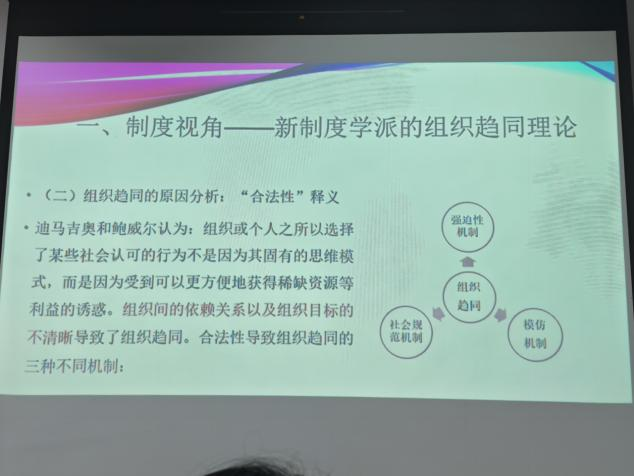 一、制度视角——新制度学派的组织趋同理论
• （二）组织趋同的原因分析：“合法性”释义
• 迪马吉奥和鲍威尔认为：组织或个人之所以选择
了某些社会认可的行为不是因为其固有的思维模
式，而是因为受到可以更方便地获得稀缺资源等
利益的诱惑。组织间的依赖关系以及组织目标的
不清晰导致了组织趋同。合法性导致组织趋同的
三种不同机制：
强迫性
机制
组织
趋同
社会规
范机制
模仿
机制